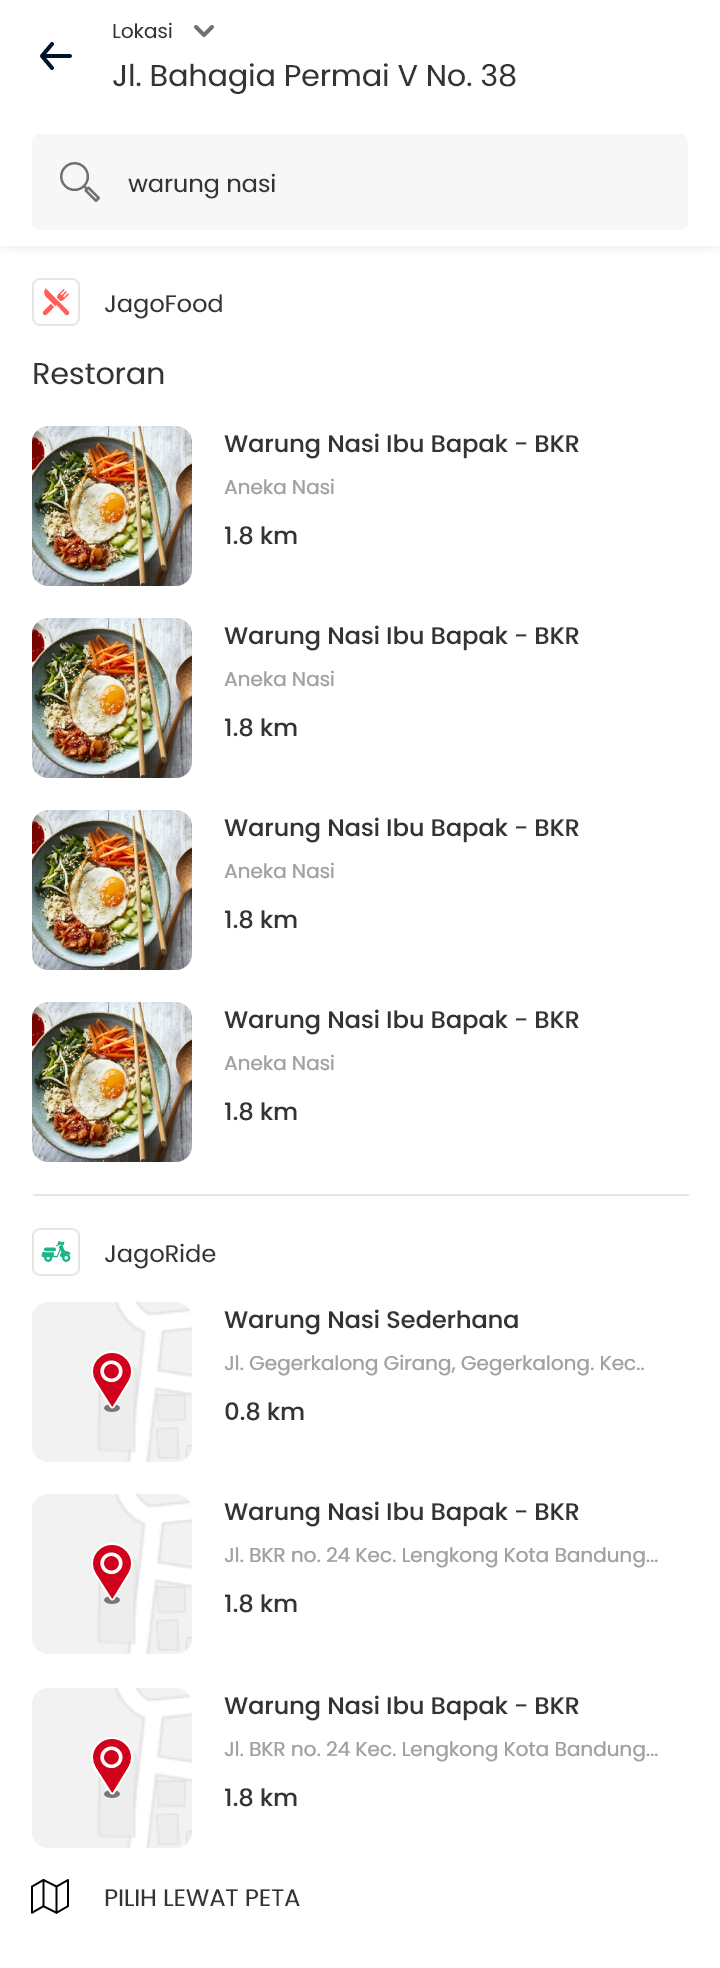 Lokasi
Jl. Bahagia Permai V No. 38
warung nasi
JagoFood
Restoran
Warung Nasi Ibu Bapak - BKR
Aneka Nasi
1.8 km
Warung Nasi Ibu Bapak - BKR
Aneka Nasi
1.8 km
Warung Nasi Ibu Bapak - BKR
Aneka Nasi
1.8 km
Warung Nasi Ibu Bapak - BKR
Aneka Nasi
1.8 km
JagoRide
Warung Nasi Sederhana
Jl. Gegerkalong Girang, Gegerkalong. Kec..
0.8 km
Warung Nasi Ibu Bapak - BKR
Jl. BKR no. 24 Kec. Lengkong Kota Bandung...
1.8 km
Warung Nasi Ibu Bapak - BKR
Jl. BKR no. 24 Kec. Lengkong Kota Bandung...
1.8 km
PILIH LEWAT PETA